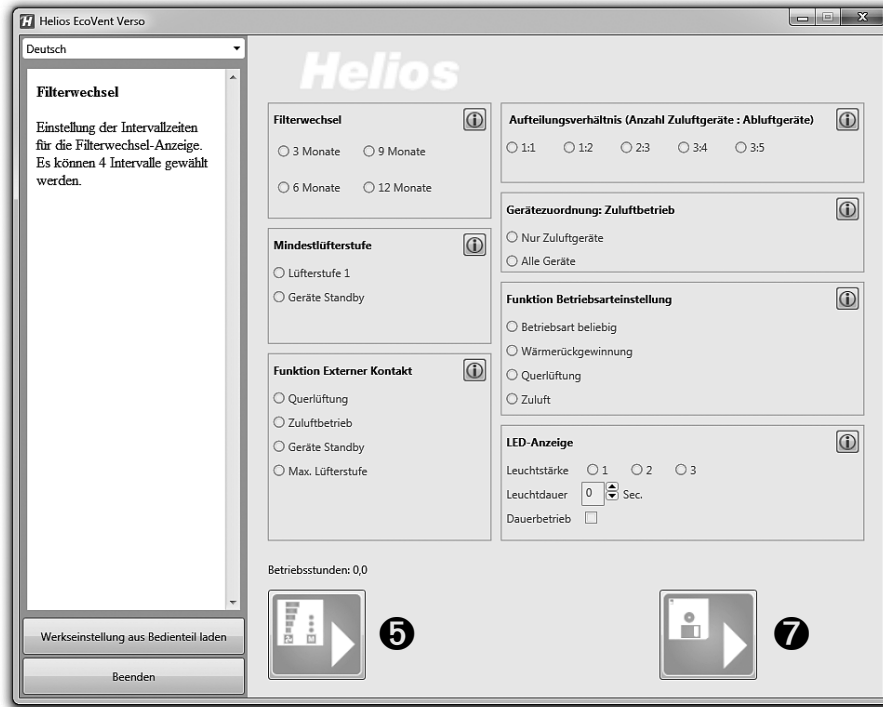 Helios EcoVent Verso
Deutsch
Filterwechsel
Einstellung der Intervallzeiten
für die Filterwechsel-Anzeige.
Es können 4 Intervalle gewählt
werden.
Werkseinstellung aus Bedienteil laden
Beenden
Helios
Filterwechsel
3 Monate 9 Monate
6 Monate 12 Monate
Mindestlüfterstufe
Lüfterstufe 1
Geräte Standby
Funktion Externer Kontakt
Querlüftung
Zuluftbetrieb
Geräte Standby
Max. Lüfterstufe
Aufteilungsverhältnis (Anzahl Zuluftgeräte : Abluftgeräte)
1:1 1:2 2:3 3:4 3:5
Gerätezuordnung: Zuluftbetrieb
Nur Zuluftgeräte
Alle Geräte
Funktion Betriebsarteinstellung
Betriebsart beliebig
Wärmerückgewinnung
Querlüftung
Zuluft
LED-Anzeige
Leuchtstärke 1 2 3
Leuchtdauer 0 Sec.
Dauerbetrieb
Betriebsstunden: 0,0
5 7